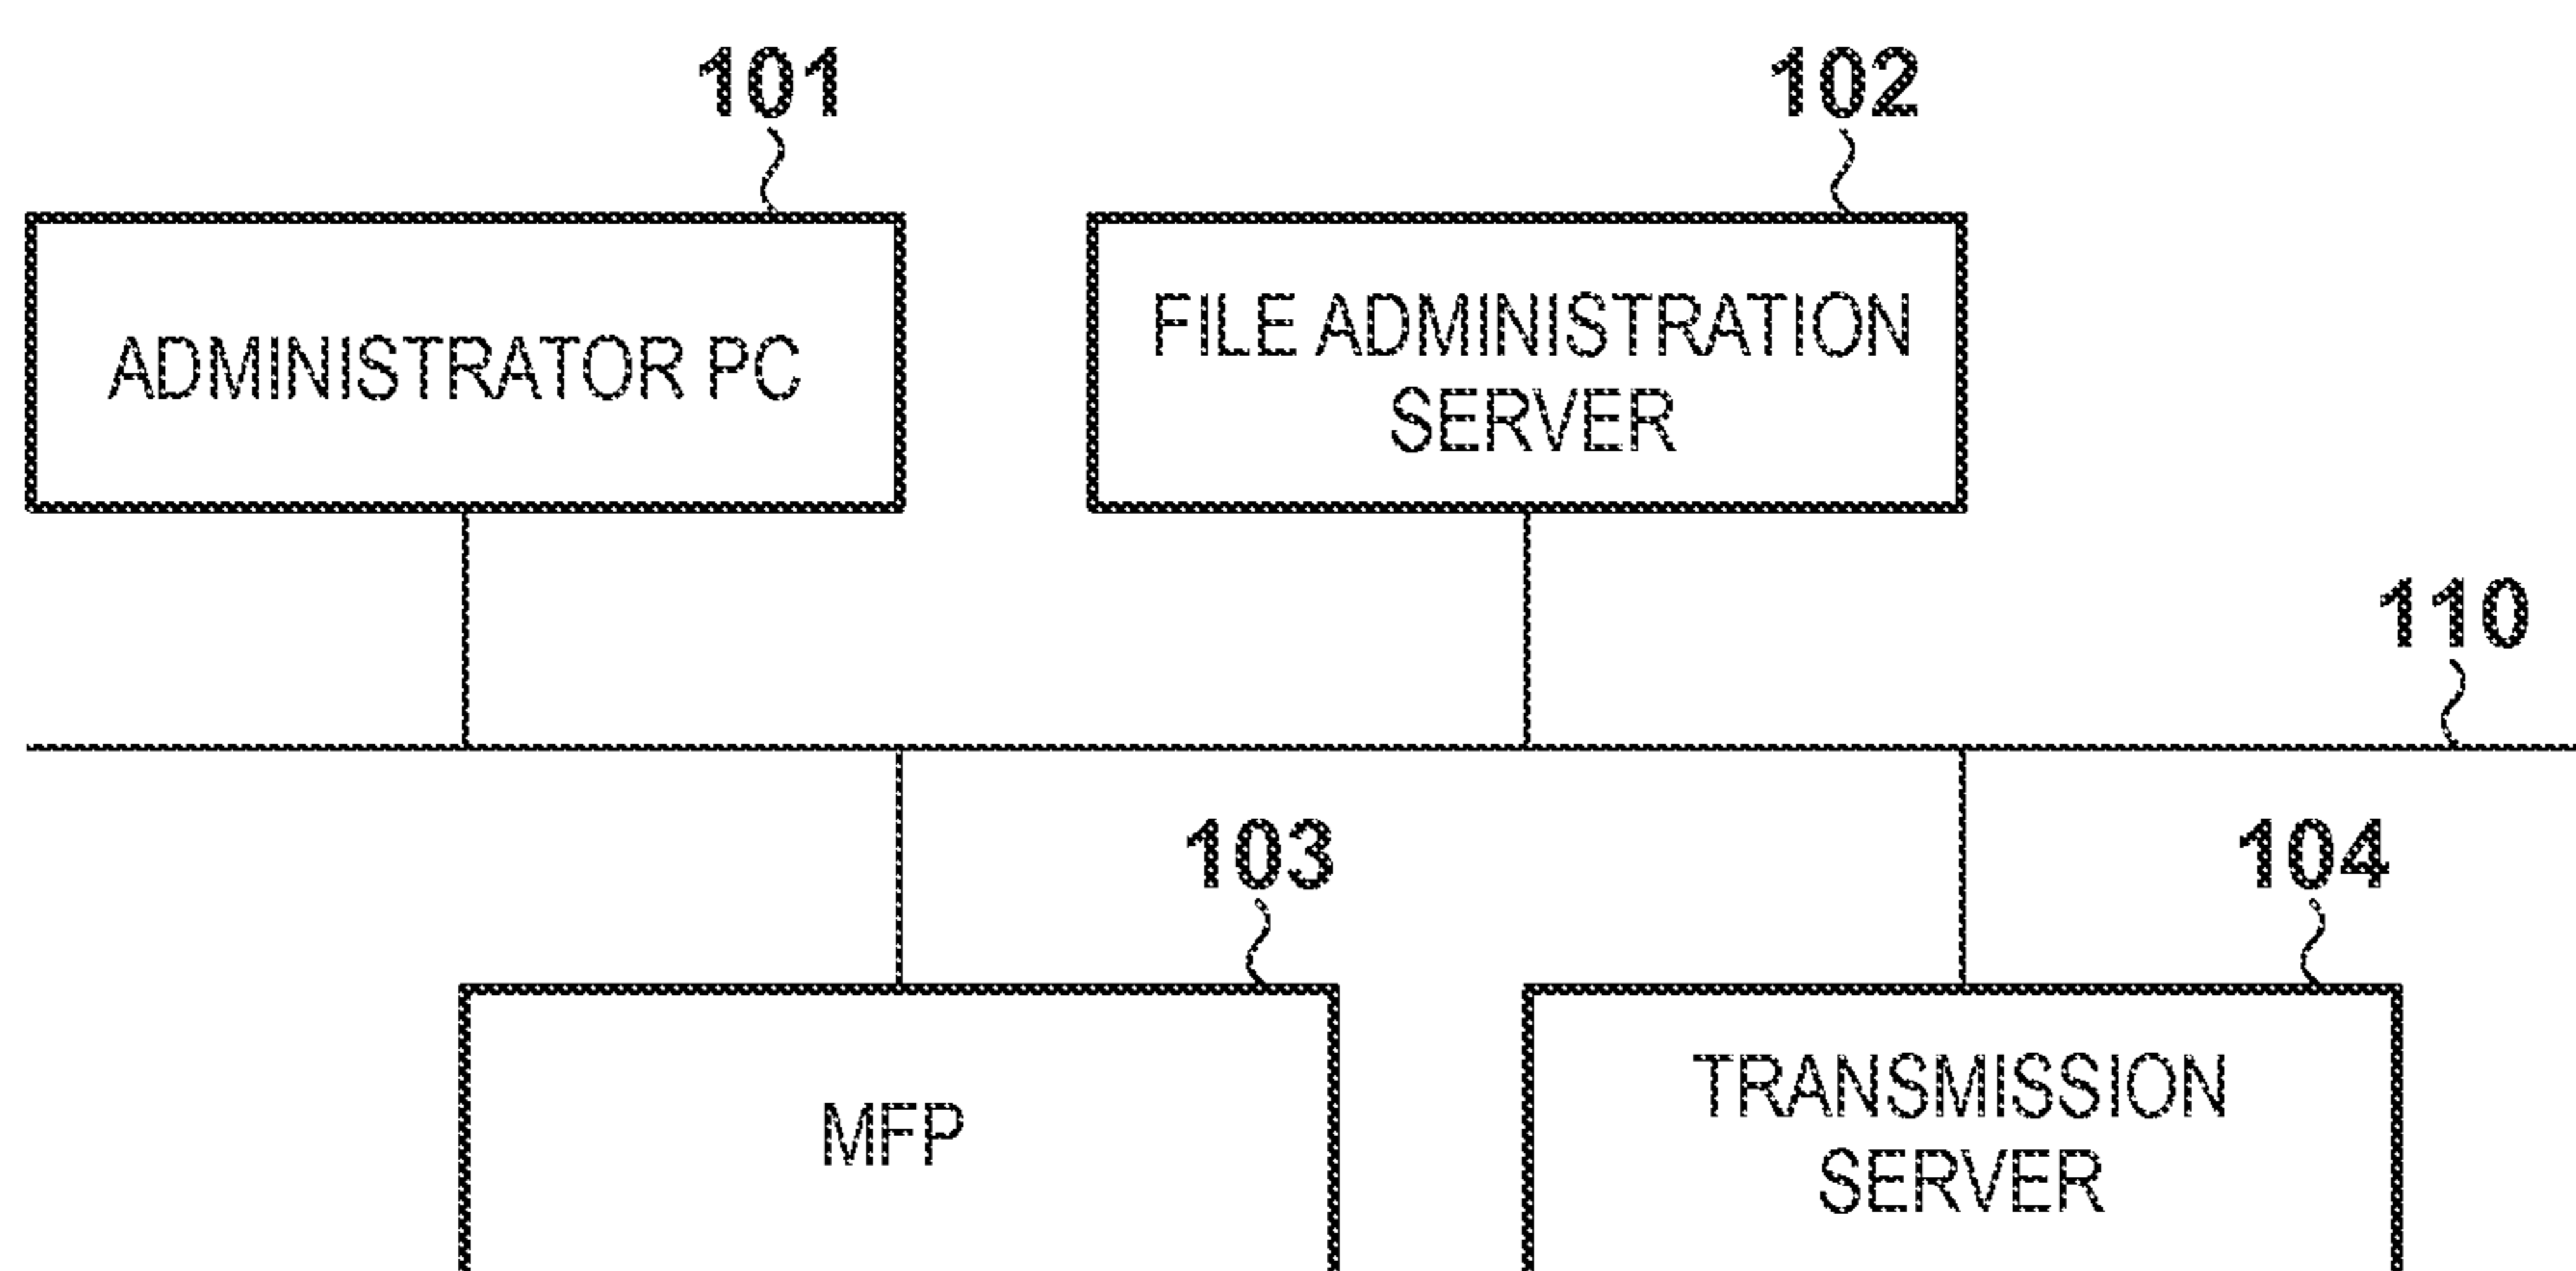 101
102
ADMINISTRATOR PC
FILE ADMINISTRATION
SERVER
110
103
104
MFP
TRANSMISSION
SERVER